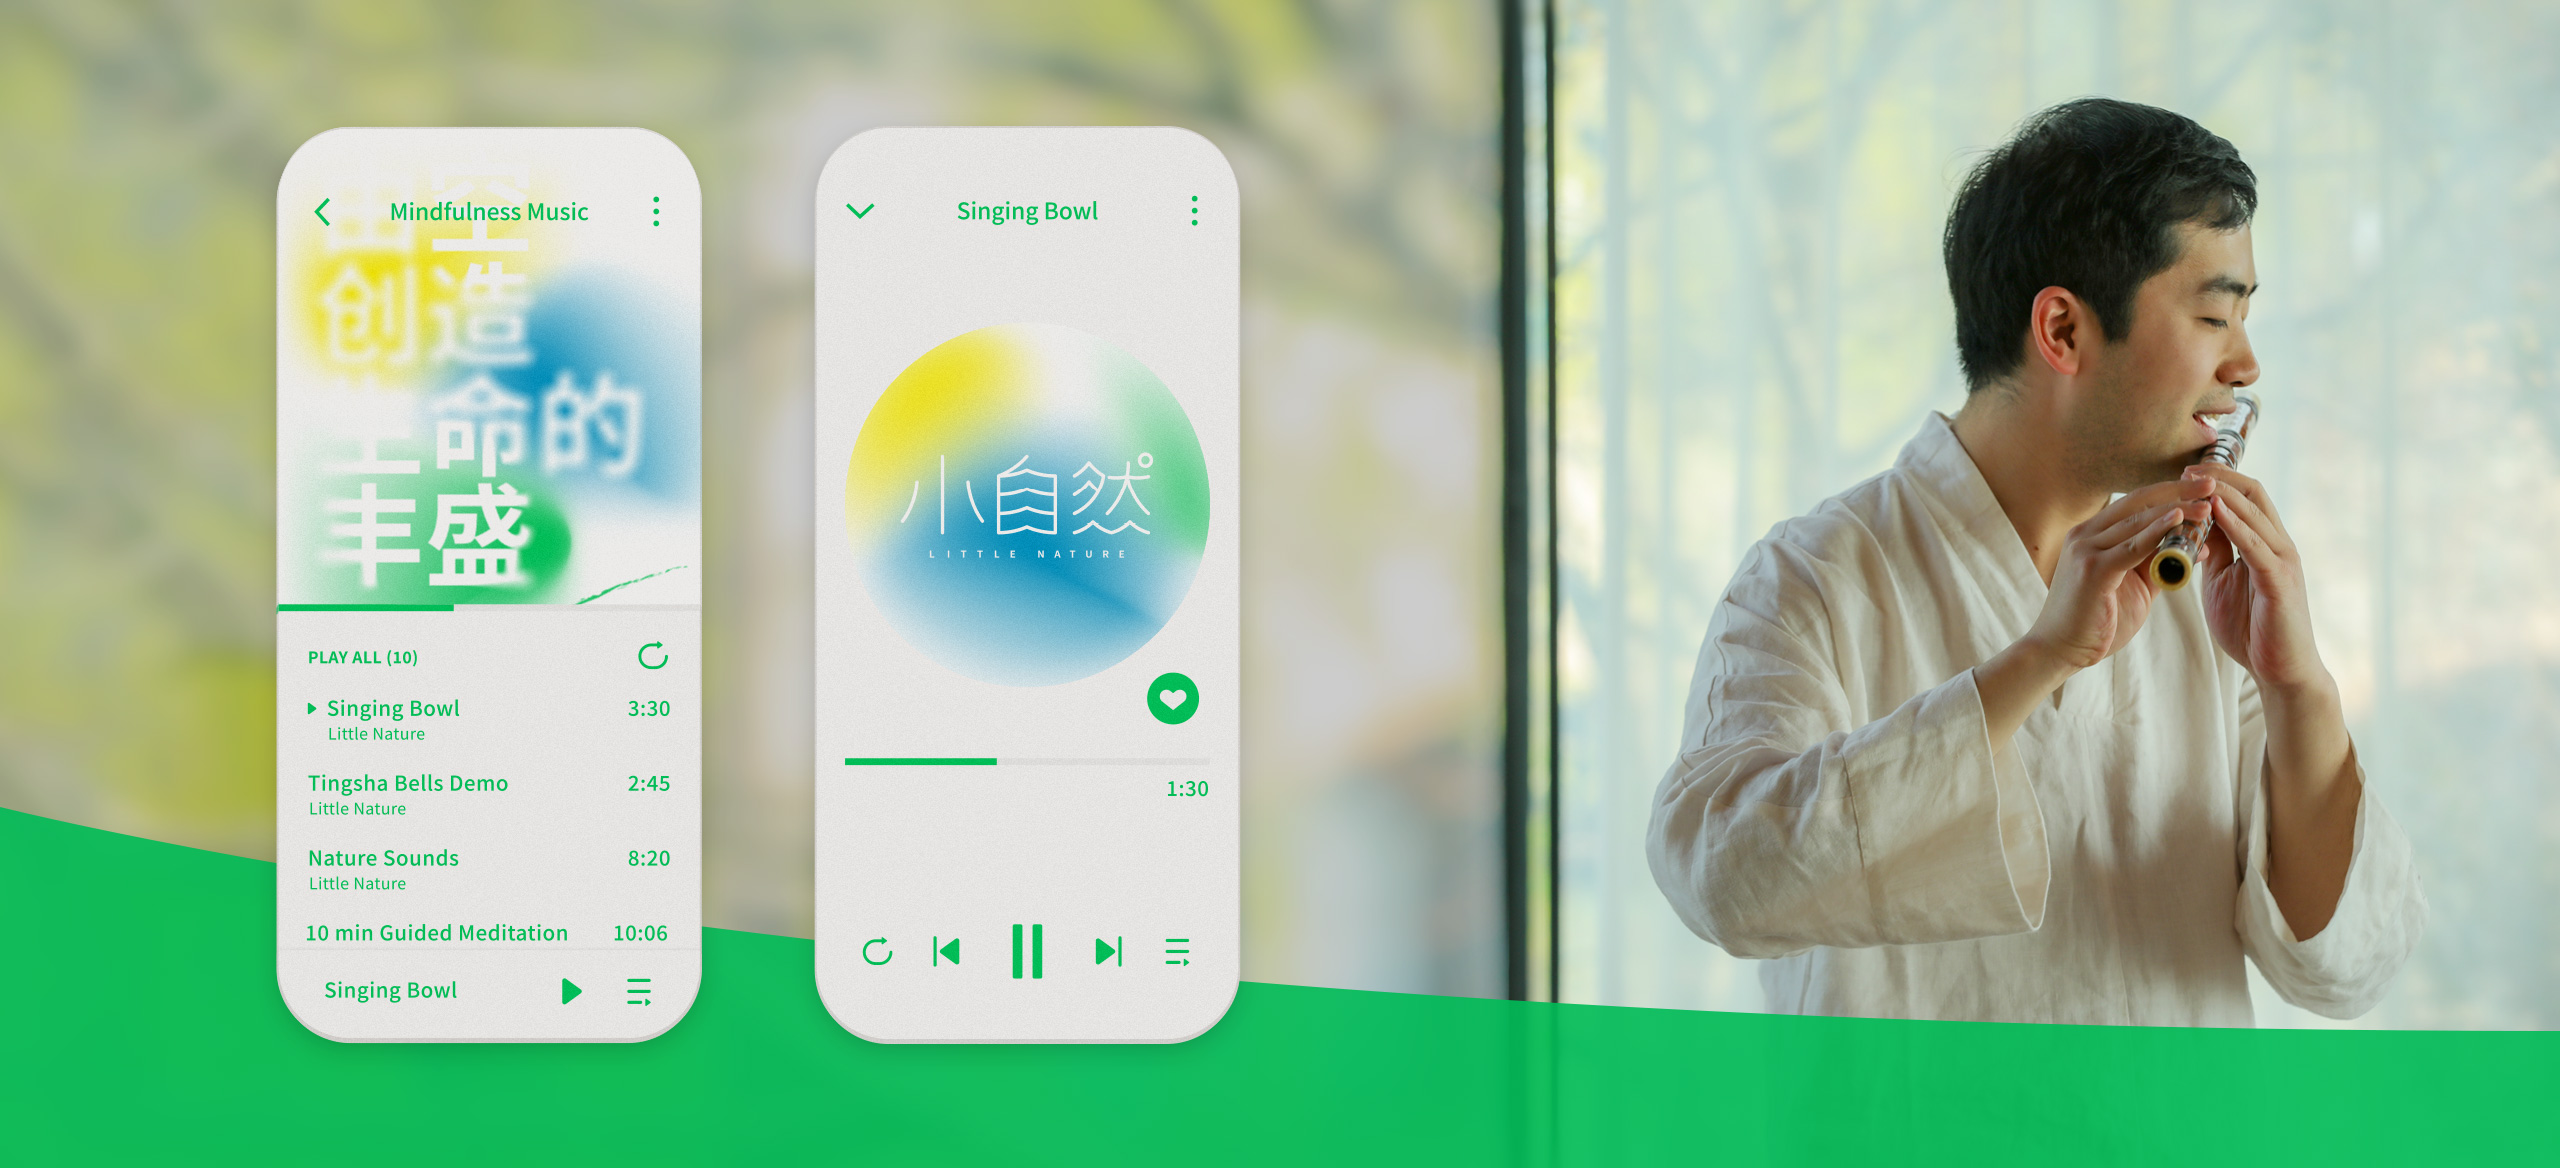 Mindfulness Music
创造
生命的
丰盛
PLAY ALL (10)
Singing Bowl 3:30
Little Nature
Tingsha Bells Demo 2:45
Little Nature
Nature Sounds 8:20
Little Nature
10 min Guided Meditation 10:06
Singing Bowl
Singing Bowl
小自然
LITTLE NATURE
1:30